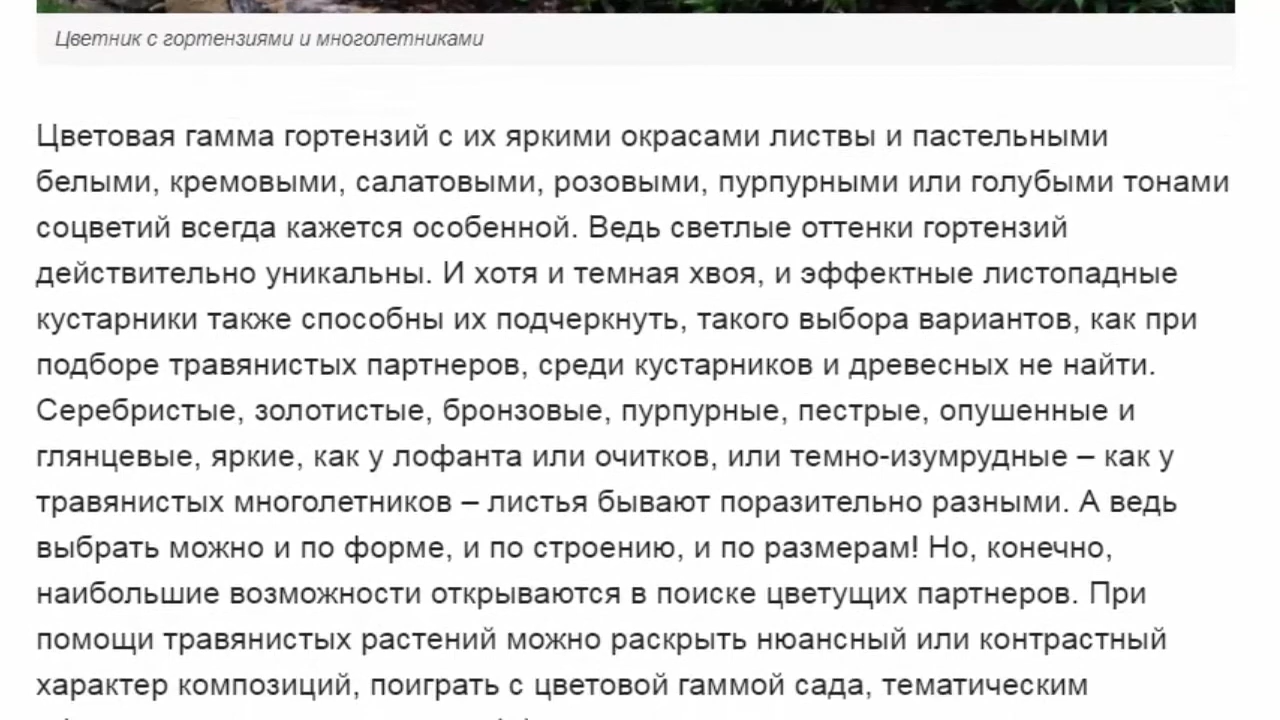 Цветник с гортензиями и многолетниками
Цветовая гамма гортензий с их яркими окрасами листвы и пастельными
белыми, кремовыми, салатовыми, розовыми, пурпурными или голубыми тонами
соцветий всегда кажется особенной. Ведь светлые оттенки гортензий
действительно уникальны. И хотя и темная хвоя, и эффектные листопадные
кустарники также способны их подчеркнуть, такого выбора вариантов, как при
подборе травянистых партнеров, среди кустарников и древесных не найти.
Серебристые, золотистые, бронзовые, пурпурные, пестрые, опушенные и
глянцевые, яркие, как у лофанта или очитков, или темно-изумрудные – как у
травянистых многолетников – листья бывают поразительно разными. А ведь
выбрать можно и по форме, и по строению, и по размерам! Но, конечно,
наибольшие возможности открываются в поиске цветущих партнеров. При
помощи травянистых растений можно раскрыть нюансный или контрастный
характер композиций, поиграть с цветовой гаммой сада, тематическим